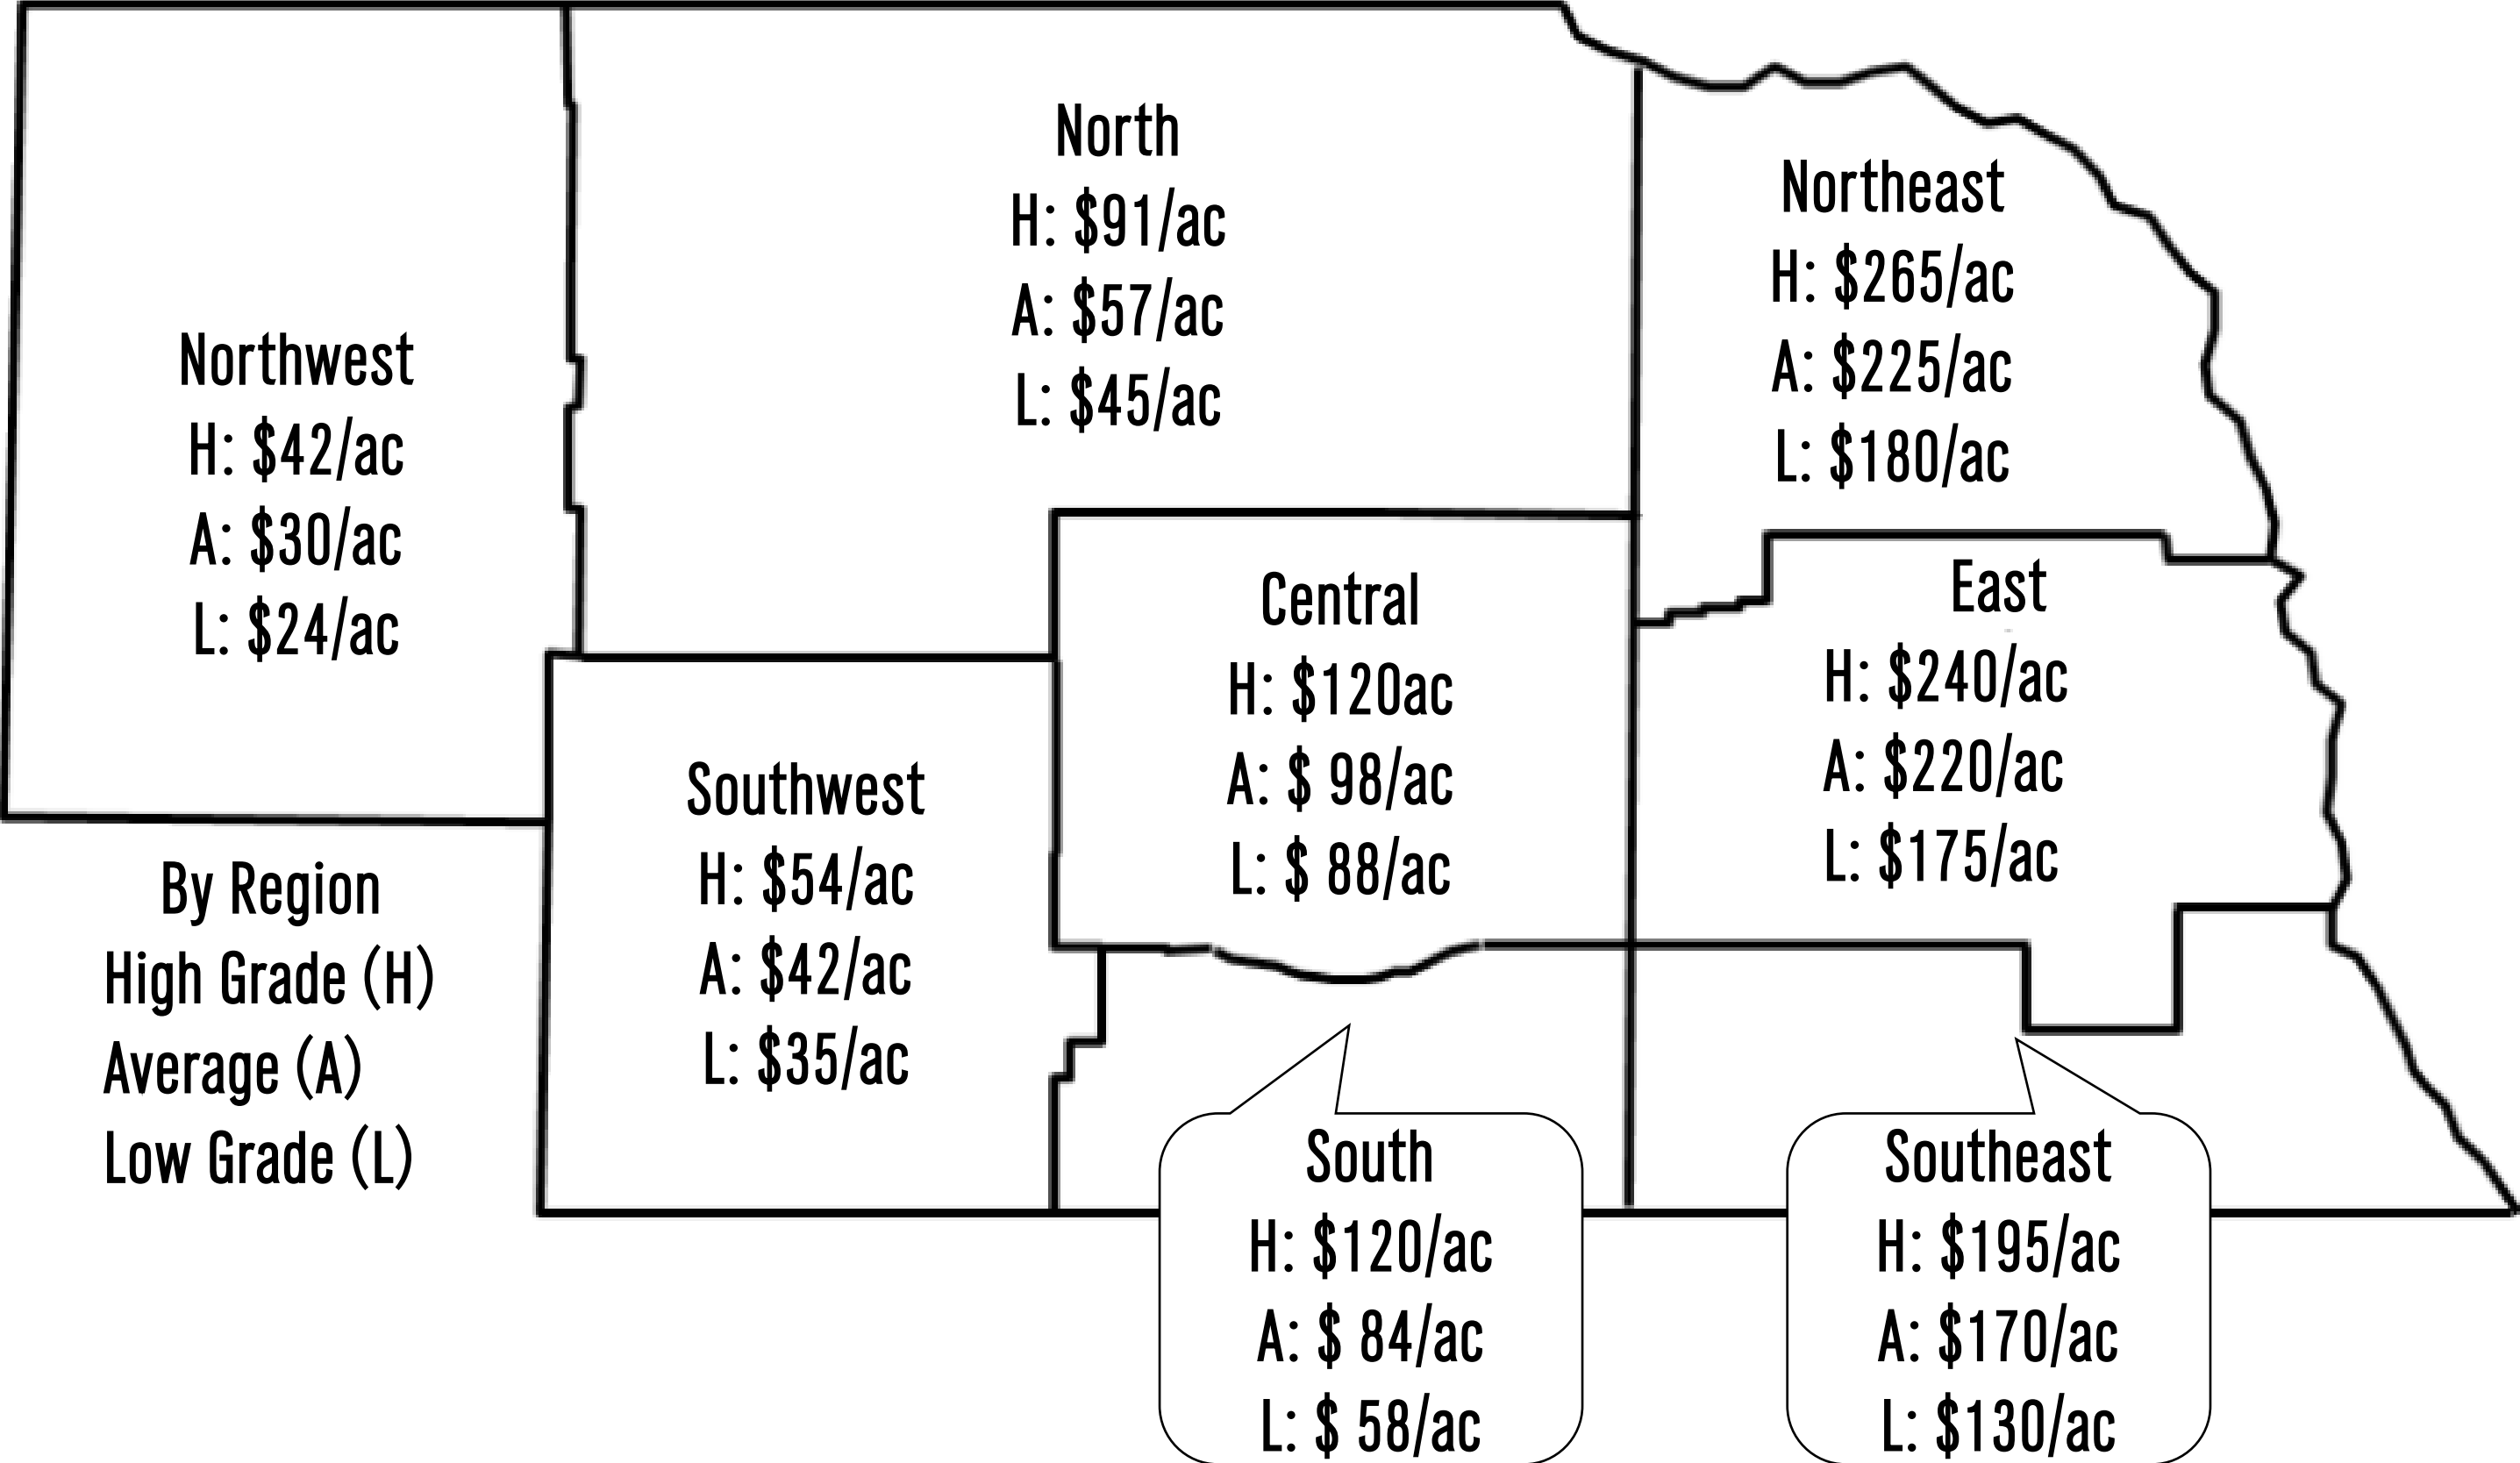 North
H: $91/ac
A: $57/ac
L: $45/ac
Northeast
H: $265/ac
A: $225/ac
L: $180/ac
Northwest
H: $42/ac
A: $30/ac
L: $24/ac
Central
H: $120ac
A: $ 98/ac
L: $ 88/ac
East
H: $240/ac
A: $220/ac
L: $175/ac
Southwest
H: $54/ac
A: $42/ac
L: $35/ac
By Region
High Grade (H)
Average (A)
Low Grade (L)
South
H: $120/ac
A: $ 84/ac
L: $ 58/ac
Southeast
H: $195/ac
A: $170/ac
L: $130/ac